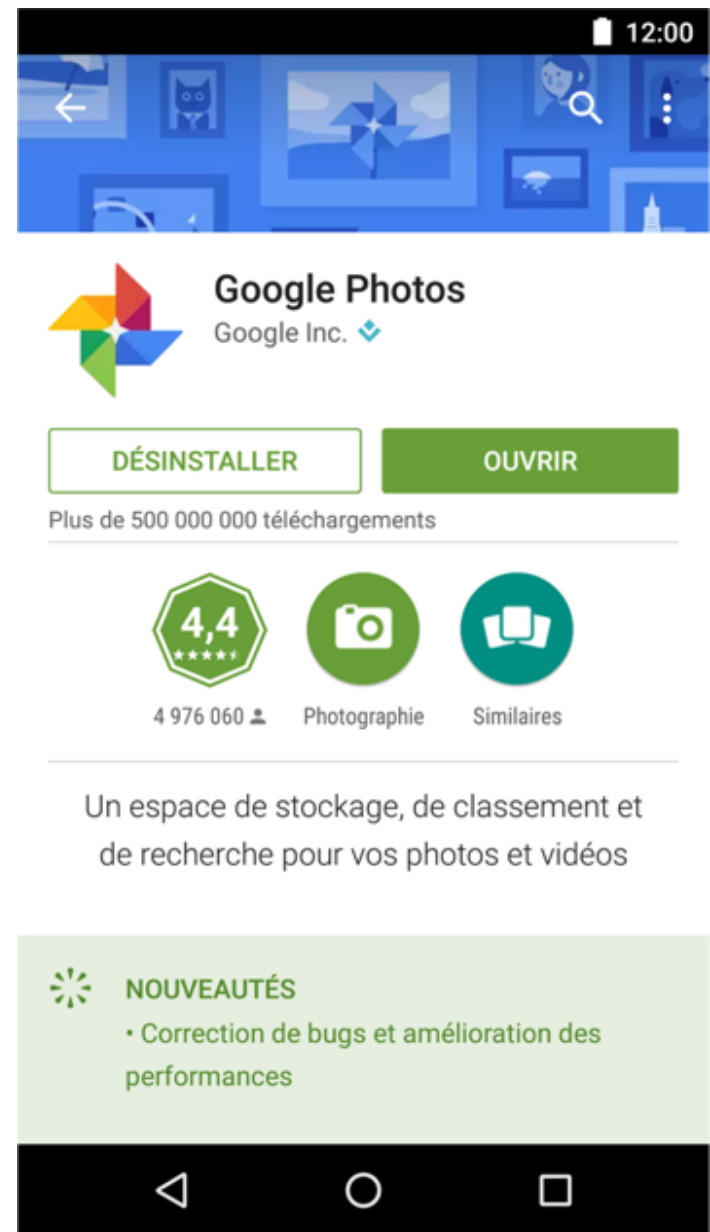 12:00
Google Photos
Google Inc.
DÉSINSTALLER
OUVRIR
Plus de 500 000 000 téléchargements
4,4
4 976 060
Photographie
Similaires
Un espace de stockage, de classement et
de recherche pour vos photos et vidéos
NOUVEAUTÉS
• Correction de bugs et amélioration des
performances